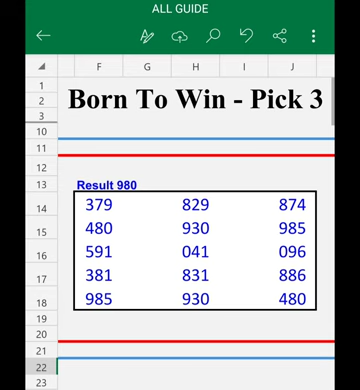 ALL GUIDE
F G H I J
1
2 Born To Win - Pick 3
3
10
11
12
13 Result 980
14 379 829 874
15 480 930 985
16 591 041 096
17 381 831 886
18 985 930 480
19
20
21
22
23